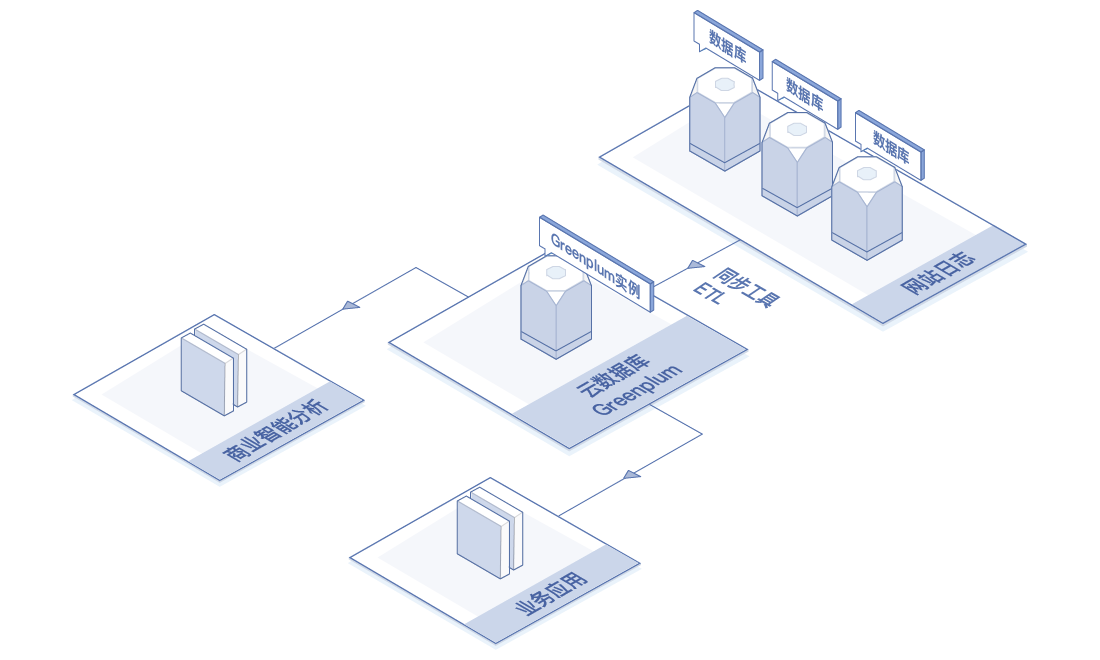 数据库
数据库
数据库
网站日志
Greenplum实例
同步工具
ETL
云数据库
Greenplum
商业智能分析
业务应用